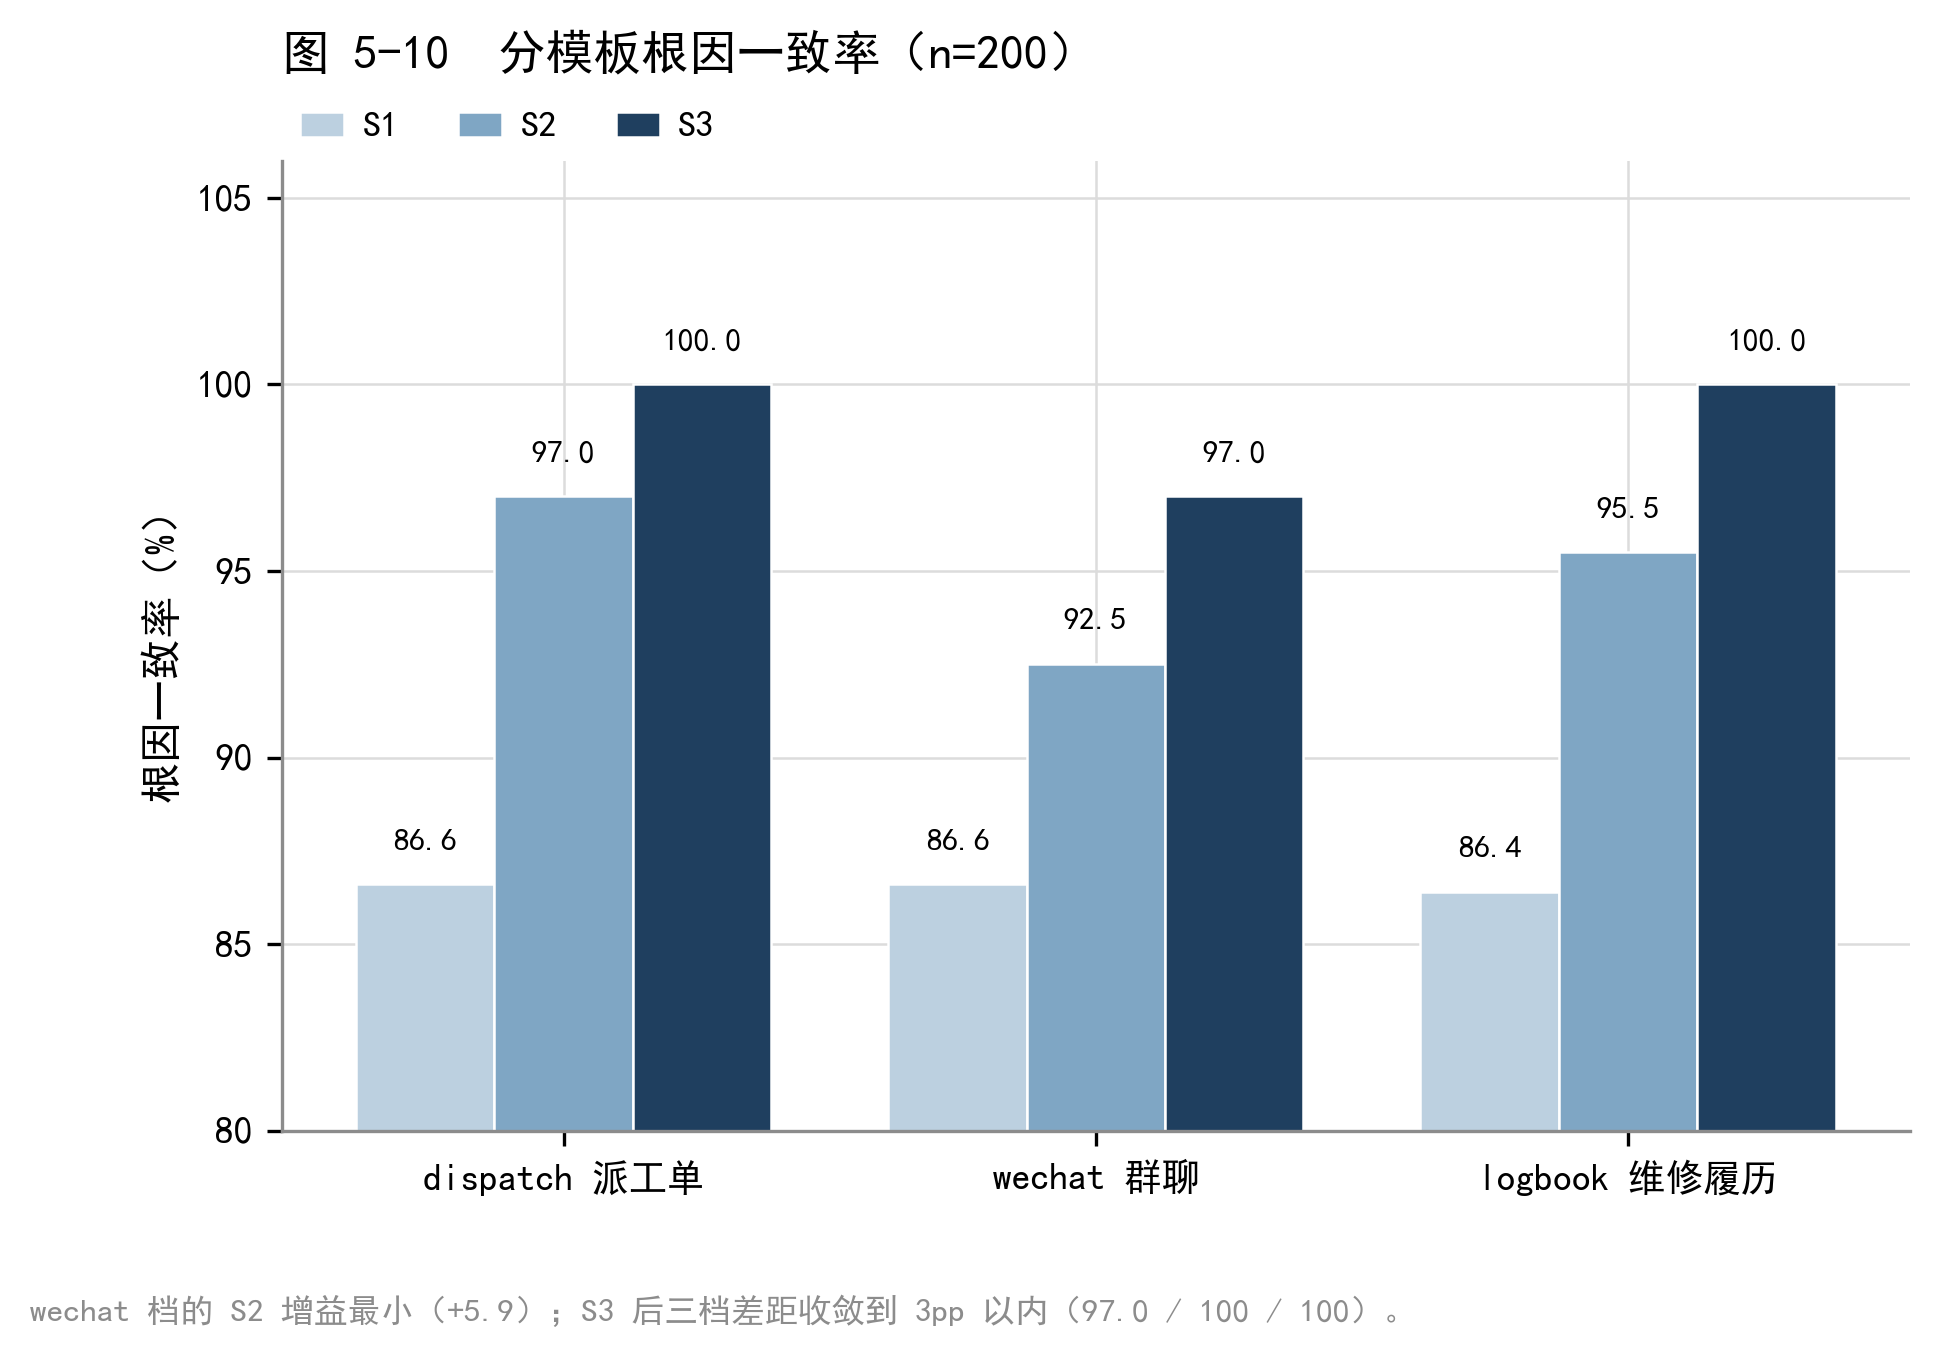 图 5-10  分模板根因一致率（n=200）
S1  S2  S3
根因一致率（%）
105
100
95
90
85
80
86.6
97.0
100.0
86.6
92.5
97.0
86.4
95.5
100.0
dispatch 派工单
wechat 群聊
logbook 维修履历
wechat 档的 S2 增益最小（+5.9）；S3 后三档差距收敛到 3pp 以内（97.0 / 100 / 100）。